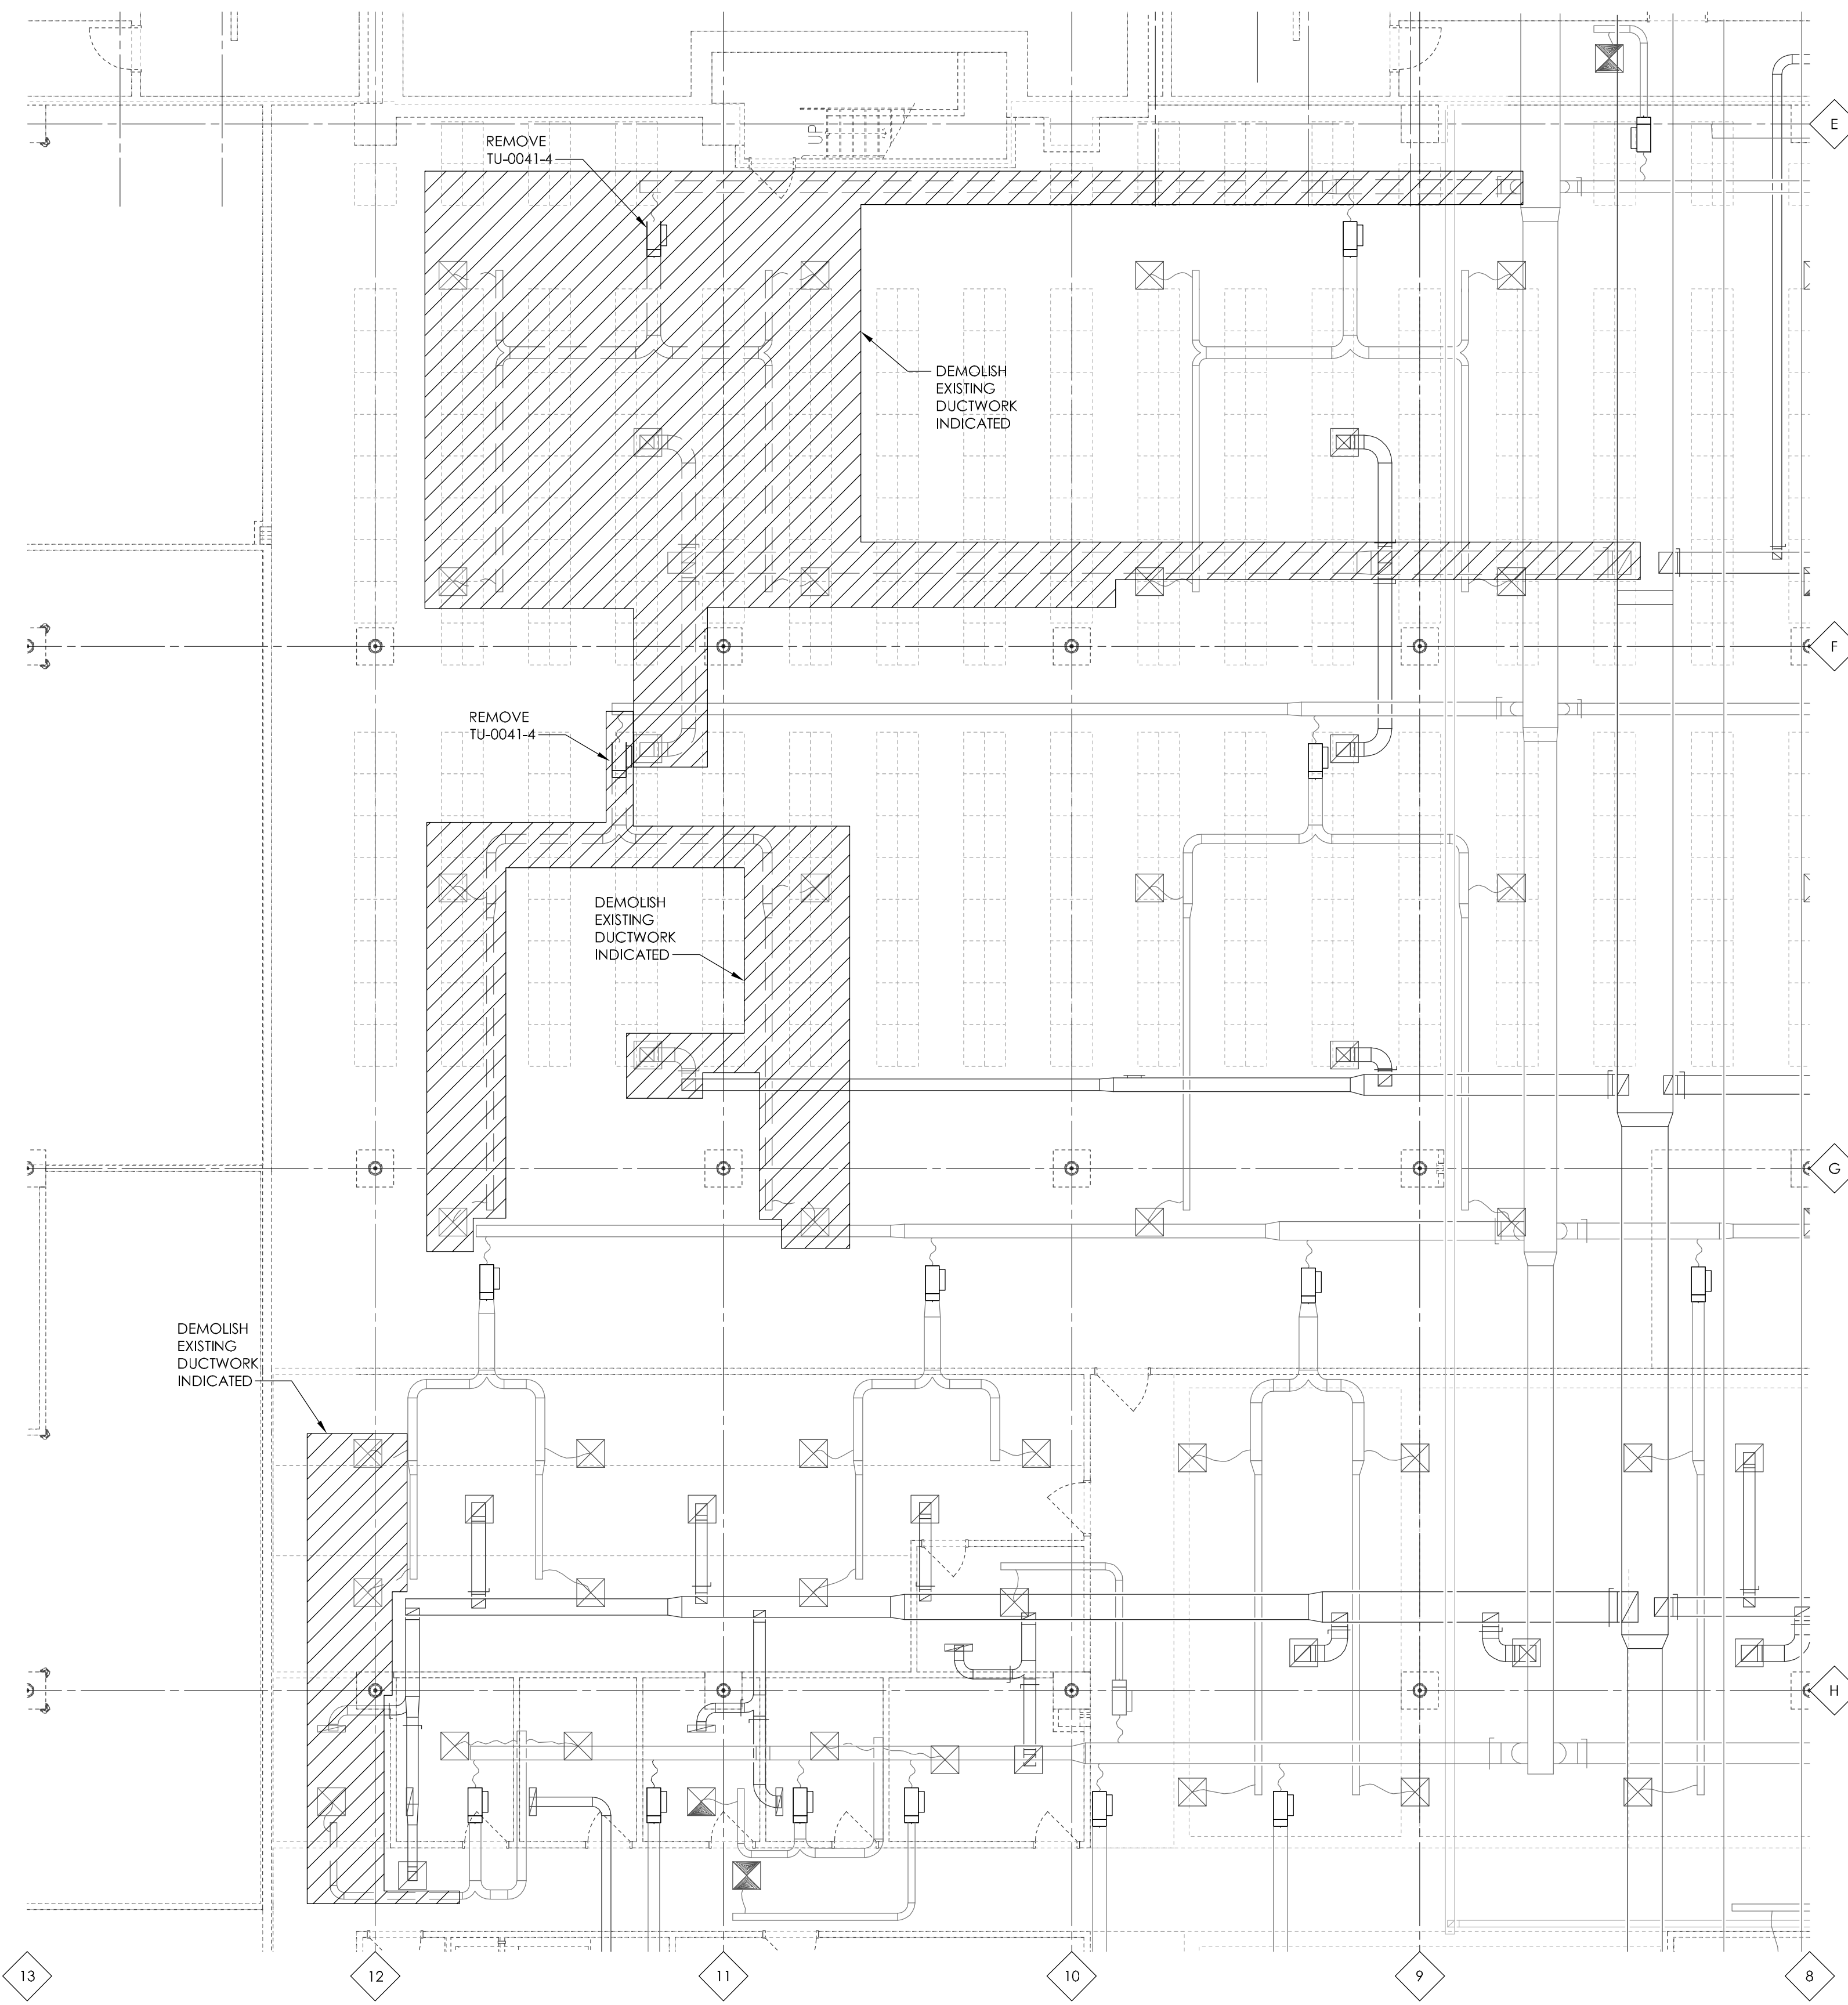 UP
E
REMOVE
TU-0041-4
DEMOLISH
EXISTING
DUCTWORK
INDICATED
F
REMOVE
TU-0041-4
DEMOLISH
EXISTING
DUCTWORK
INDICATED
G
DEMOLISH
EXISTING
DUCTWORK
INDICATED
H
13
12
11
10
9
8